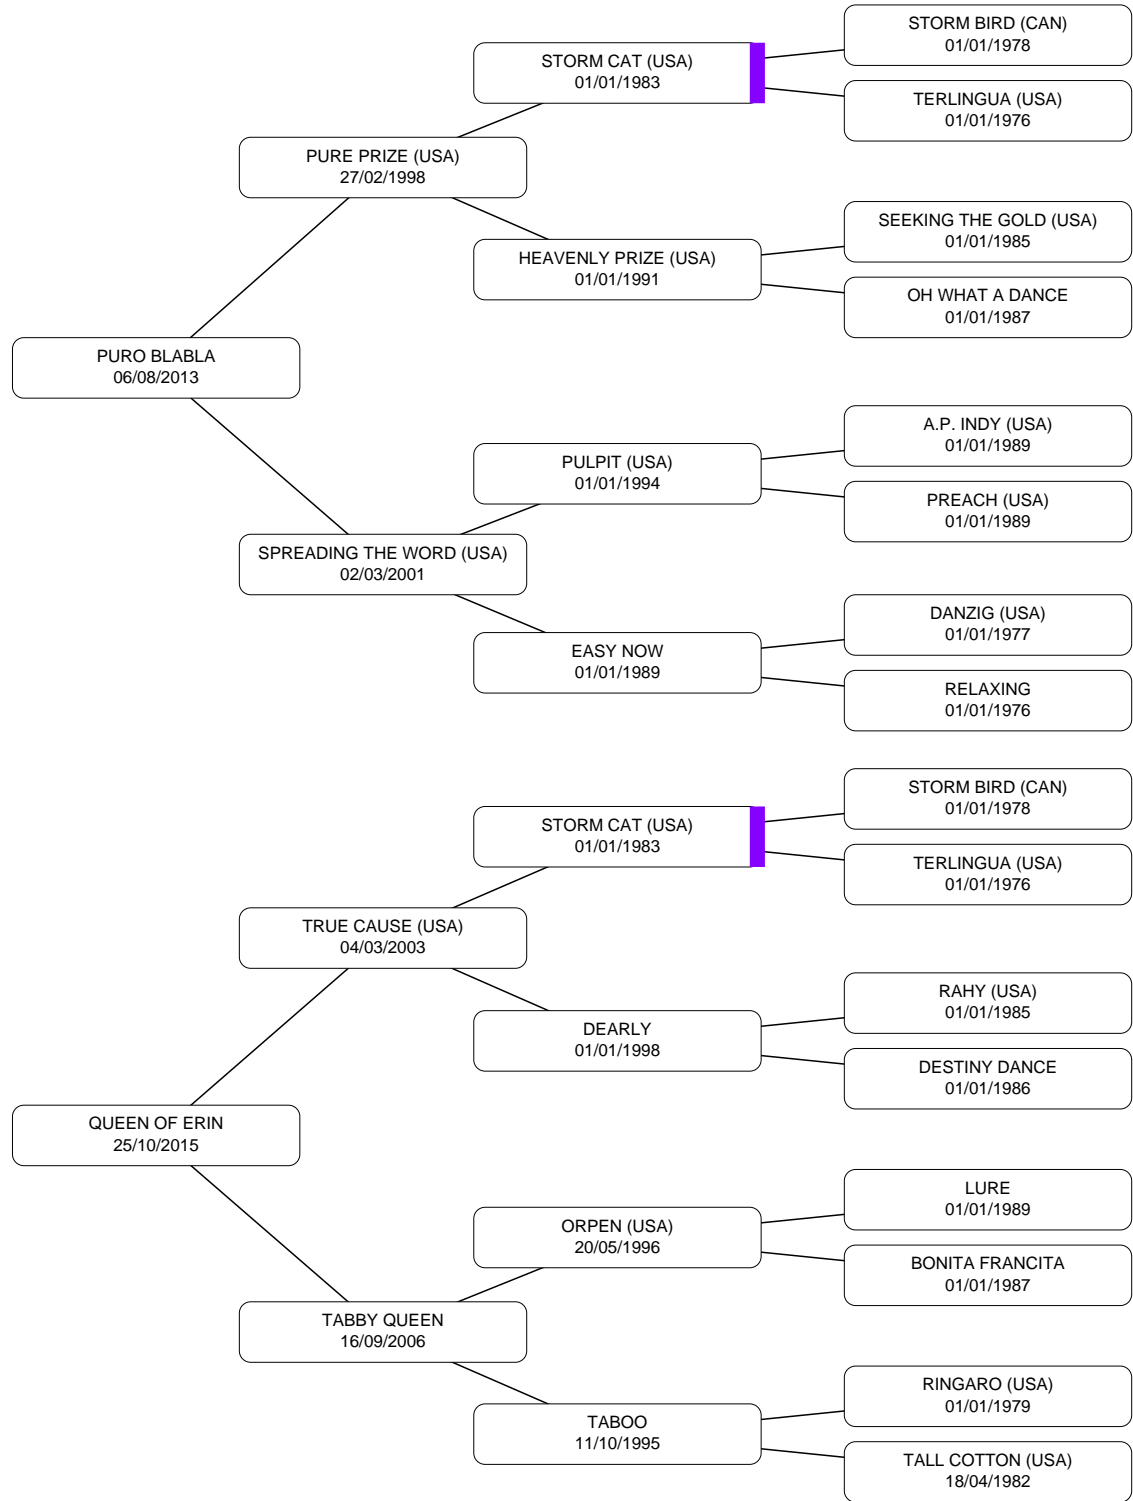 STORM BIRD (CAN)
01/01/1978
STORM CAT (USA)
01/01/1983
TERLINGUA (USA)
01/01/1976
PURE PRIZE (USA)
27/02/1998
SEEKING THE GOLD (USA)
01/01/1985
HEAVENLY PRIZE (USA)
01/01/1991
OH WHAT A DANCE
01/01/1987
PURO BLABLA
06/08/2013
A.P. INDY (USA)
01/01/1989
PULPIT (USA)
01/01/1994
PREACH (USA)
01/01/1989
SPREADING THE WORD (USA)
02/03/2001
DANZIG (USA)
01/01/1977
EASY NOW
01/01/1989
RELAXING
01/01/1976
STORM BIRD (CAN)
01/01/1978
STORM CAT (USA)
01/01/1983
TERLINGUA (USA)
01/01/1976
TRUE CAUSE (USA)
04/03/2003
RAHY (USA)
01/01/1985
DEARLY
01/01/1998
DESTINY DANCE
01/01/1986
QUEEN OF ERIN
25/10/2015
LURE
01/01/1989
ORPEN (USA)
20/05/1996
BONITA FRANCITA
01/01/1987
TABBY QUEEN
16/09/2006
RINGARO (USA)
01/01/1979
TABOO
11/10/1995
TALL COTTON (USA)
18/04/1982